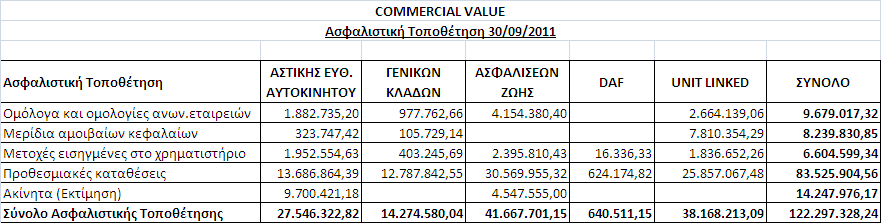 COMMERCIAL VALUE
Ασφαλιστική Τοποθέτηση 30/09/2011
Ασφαλιστική Τοποθέτηση ΑΣΤΙΚΗΣ ΕΥΘ. ΑΥΤΟΚΙΝΗΤΟΥ ΓΕΝΙΚΩΝ ΚΛΑΔΩΝ ΑΣΦΑΛΙΣΕΩΝ ΖΩΗΣ DAF UNIT LINKED ΣΥΝΟΛΟ
Ομόλογα και ομολογίες ανων.εταιρειών 1.882.735,20 977.762,66 4.154.380,40 2.664.139,06 9.679.017,32
Μερίδια αμοιβαίων κεφαλαίων 323.747,42 105.729,14 7.810.354,29 8.239.830,85
Μετοχές εισηγμένες στο χρηματιστήριο 1.952.554,63 403.245,69 2.395.810,43 16.336,33 1.836.652,26 6.604.599,34
Προθεσμιακές καταθέσεις 13.686.864,39 12.787.842,55 30.569.955,32 624.174,82 25.857.067,48 83.525.904,56
Ακίνητα (Εκτίμηση) 9.700.421,18 4.547.555,00 14.247.976,17
Σύνολο Ασφαλιστικής Τοποθέτησης 27.546.322,82 14.274.580,04 41.667.701,15 640.511,15 38.168.213,09 122.297.328,24